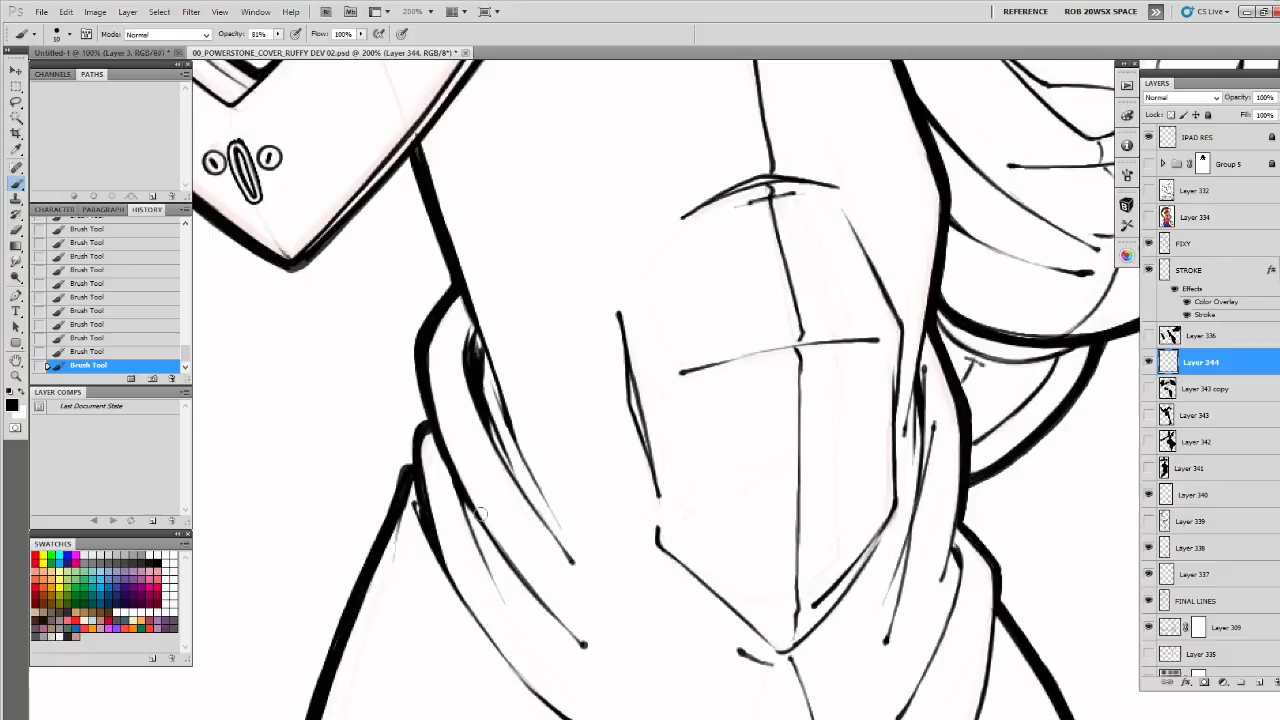 Ps File Edit Image Layer Select Filter Analysis View Window Help Br Mb 200% REFERENCE ROB 20WSX SPACE CS Live
10 Mode: Normal Opacity: 81% Flow: 100%
Untitled-1 @ 100% (Layer 3, RGB/8#) * 00_POWERSTONE_COVER_RUFFY DEV 02.psd @ 200% (Layer 344, RGB/8*) *
CHANNELS PATHS
CHARACTER PARAGRAPH HISTORY
Brush Tool
Brush Tool
Brush Tool
Brush Tool
Brush Tool
Brush Tool
Brush Tool
Brush Tool
Brush Tool
Brush Tool
Brush Tool
LAYER COMPS
Last Document State
SWATCHES
LAYERS
Normal Opacity: 100%
Lock: Fill: 100%
IPAD RES
Group 5
Layer 332
Layer 334
FIXY
STROKE fx
Effects
Color Overlay
Stroke
Layer 336
Layer 344
Layer 343 copy
Layer 343
Layer 342
Layer 341
Layer 340
Layer 339
Layer 338
Layer 337
FINAL LINES
Layer 309
Layer 335